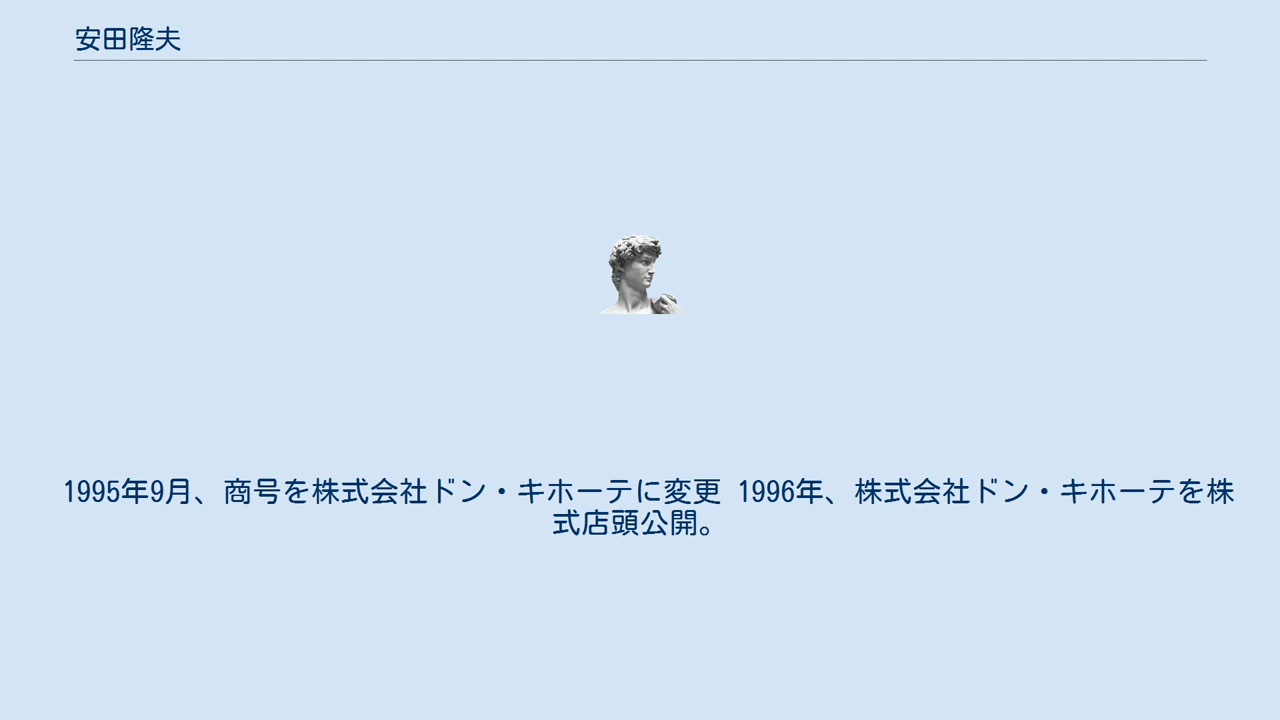 安田隆夫
1995年9月、商号を株式会社ドン・キホーテに変更 1996年、株式会社ドン・キホーテを株
式店頭公開。